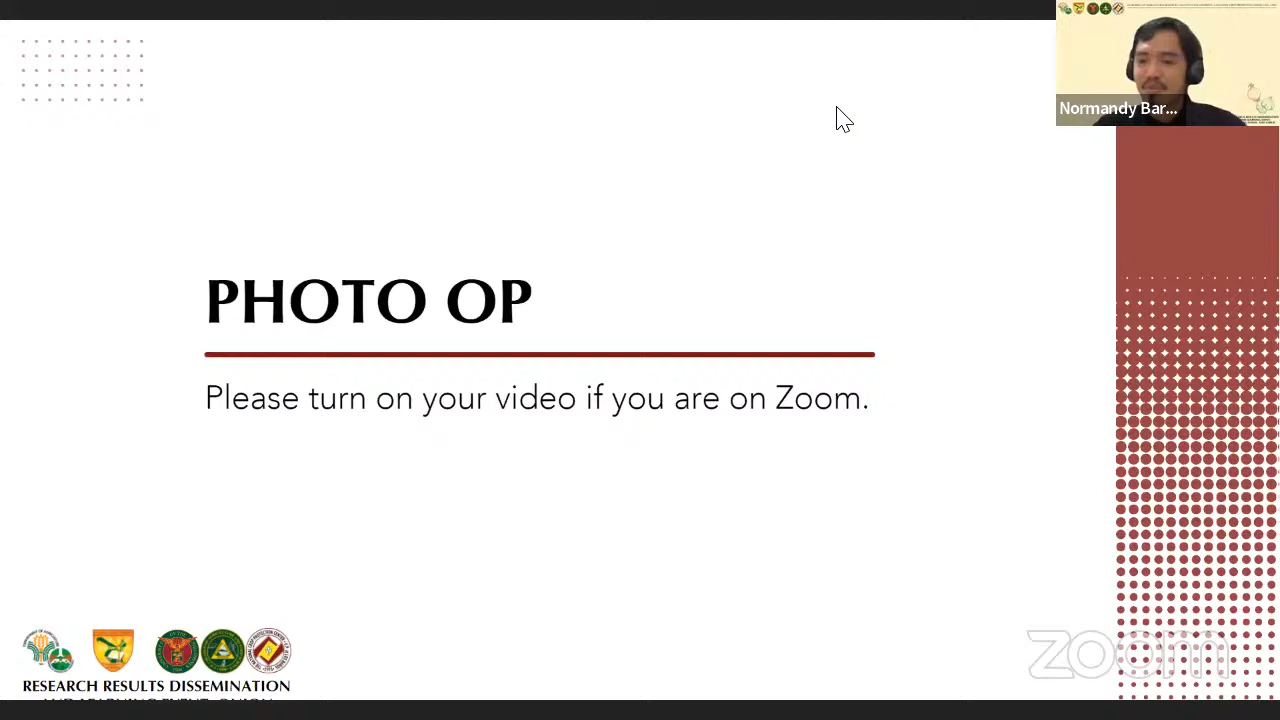 Normandy Bar...
PHOTO OP
Please turn on your video if you are on Zoom.
zoom
RESEARCH RESULTS DISSEMINATION